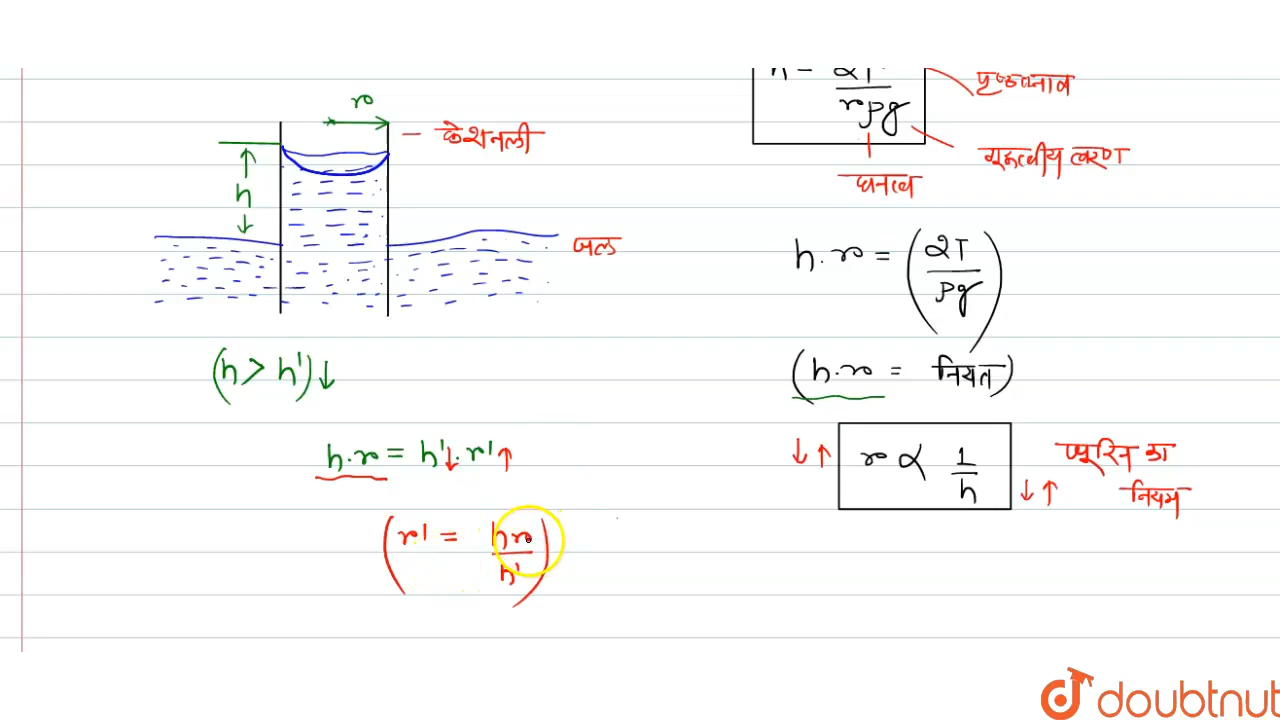 r
केशनली
h
जल
(h > h')↓
h.r = h'↓.r'↑
(r' = hr/h')
h = 2T/rρg
पृष्ठतनाव
गुरुत्वीय त्वरण
घनत्व
h.r = (2T/ρg)
(h.r = नियत)
↓↑ r ∝ 1/h ↓↑
का
नियम
doubtnut